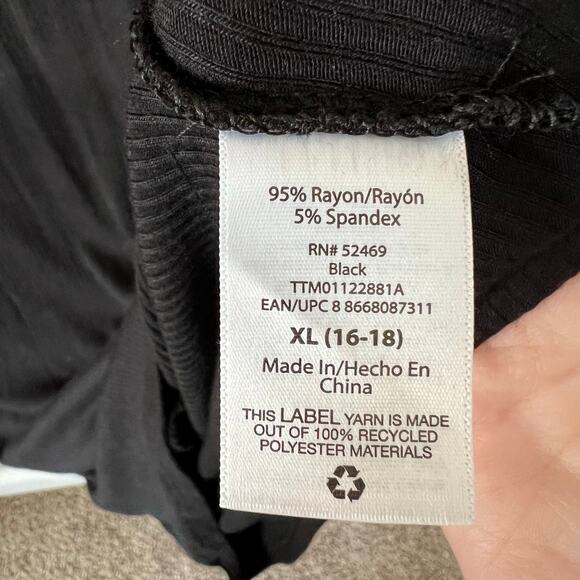 95% Rayon/Rayón
5% Spandex
RN# 52469
Black
TTM01122881A
EAN/UPC 8 8668087311
XL (16-18)
Made In/Hecho En
China
THIS LABEL YARN IS MADE
OUT OF 100% RECYCLED
POLYESTER MATERIALS